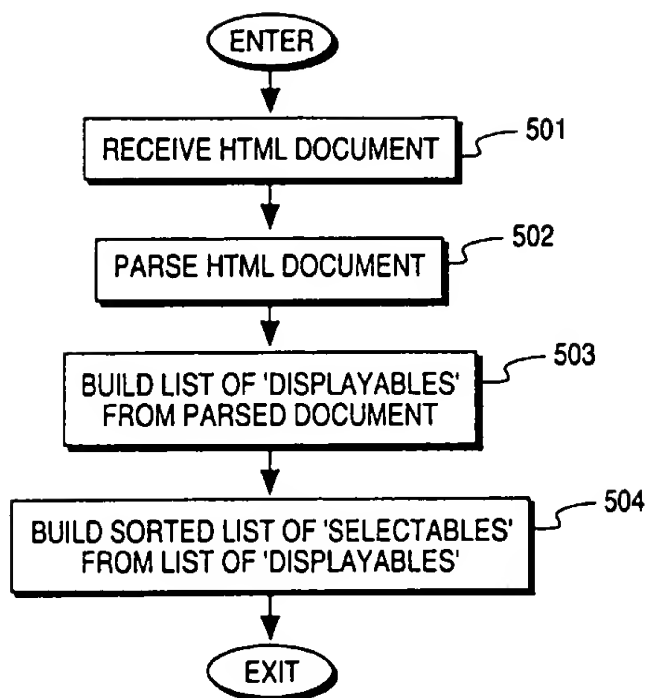 ENTER
RECEIVE HTML DOCUMENT
501
PARSE HTML DOCUMENT
502
BUILD LIST OF 'DISPLAYABLES'
FROM PARSED DOCUMENT
503
BUILD SORTED LIST OF 'SELECTABLES'
FROM LIST OF 'DISPLAYABLES'
504
EXIT